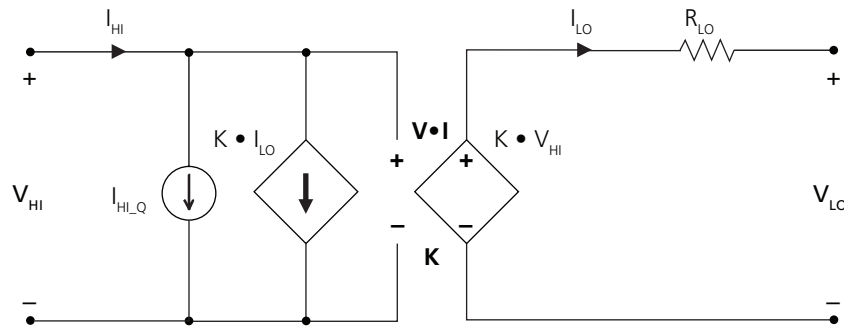 I_HI
I_LO
R_LO
+
+
K • I_LO
V•I
K • V_HI
+
+
V_HI
I_HI_Q
V_LO
–
–
K
–
–